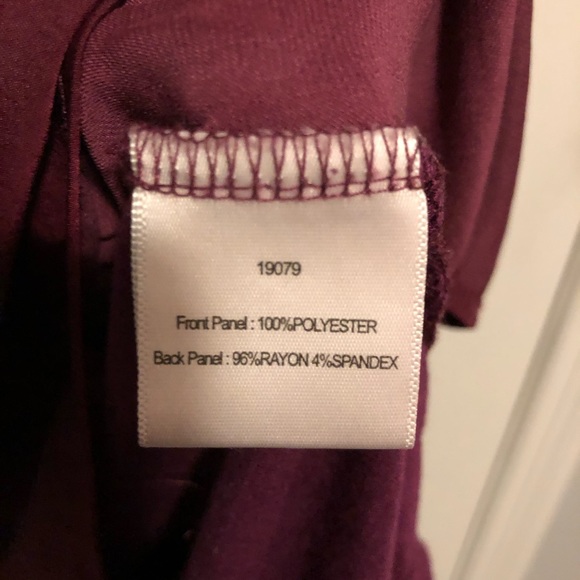 19079
Front Panel : 100%POLYESTER
Back Panel : 96%RAYON 4%SPANDEX